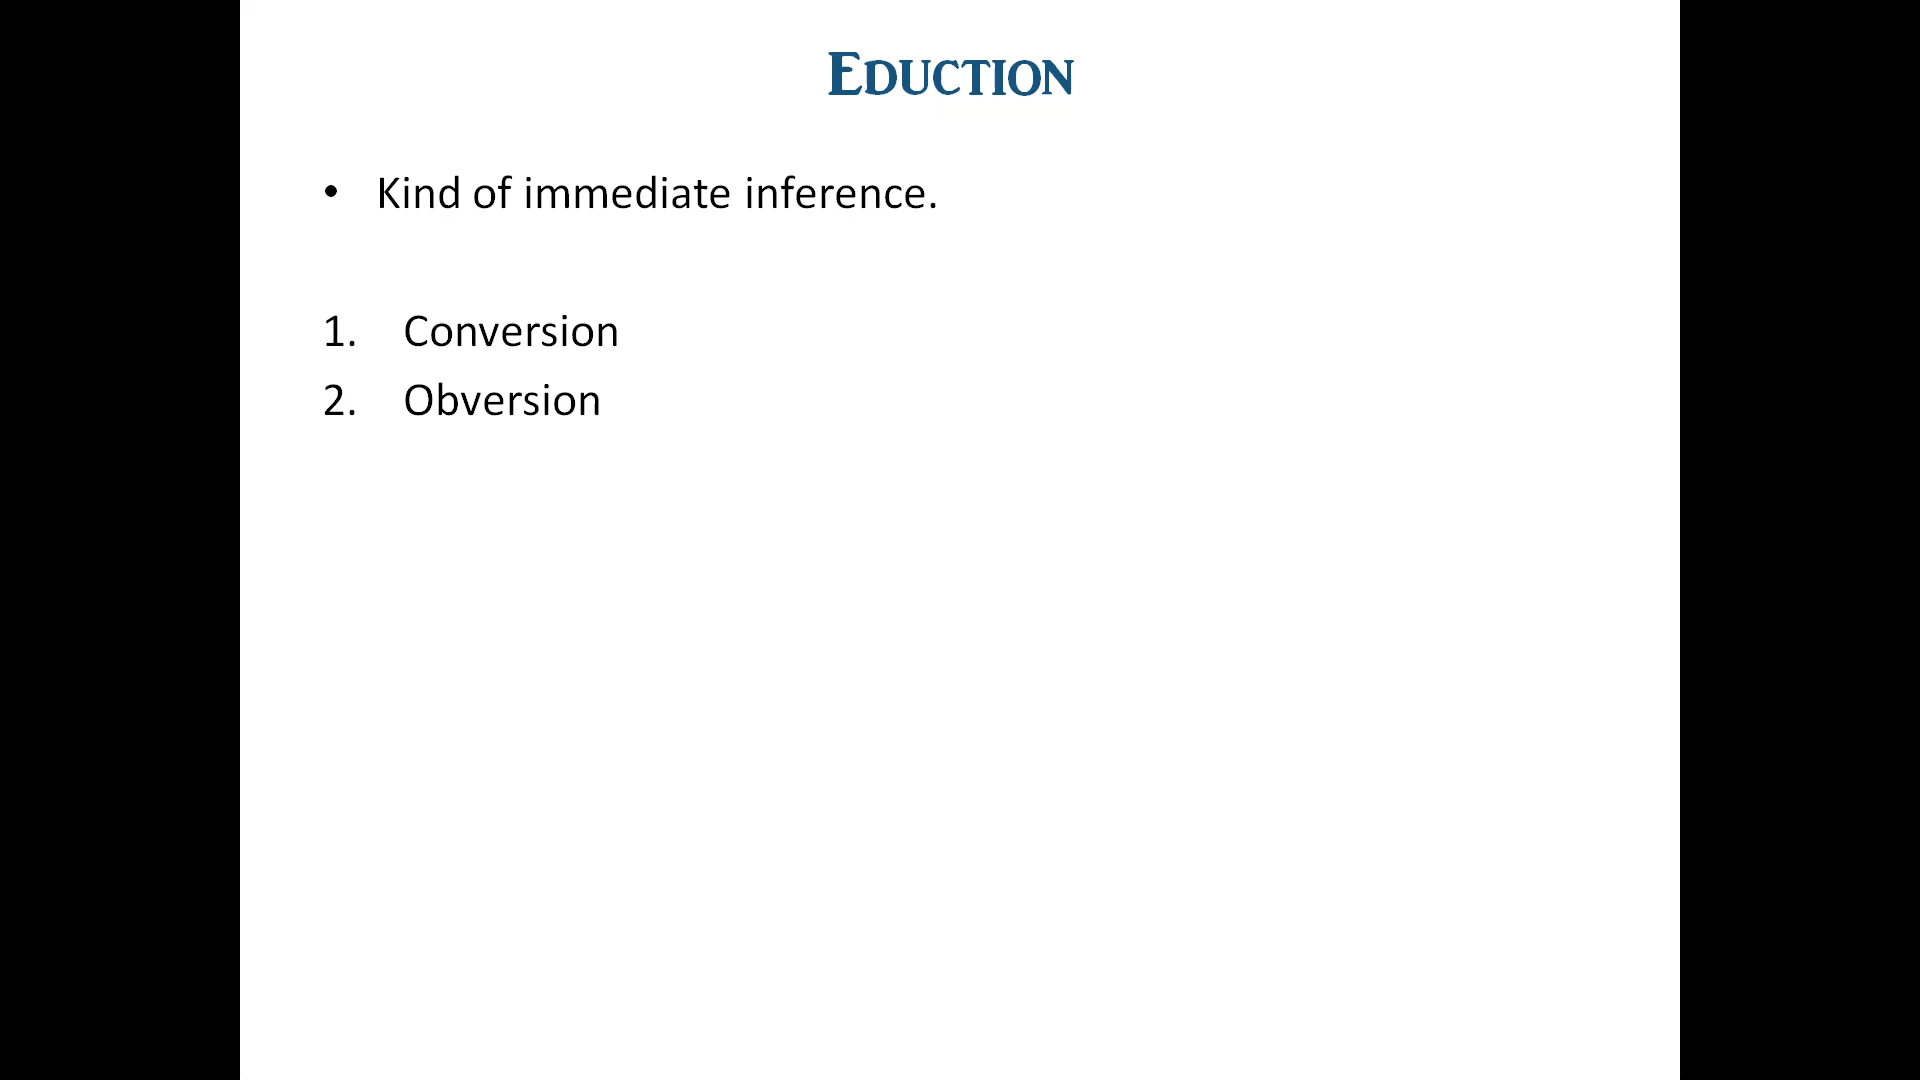 EDUCTION
• Kind of immediate inference.
1. Conversion
2. Obversion